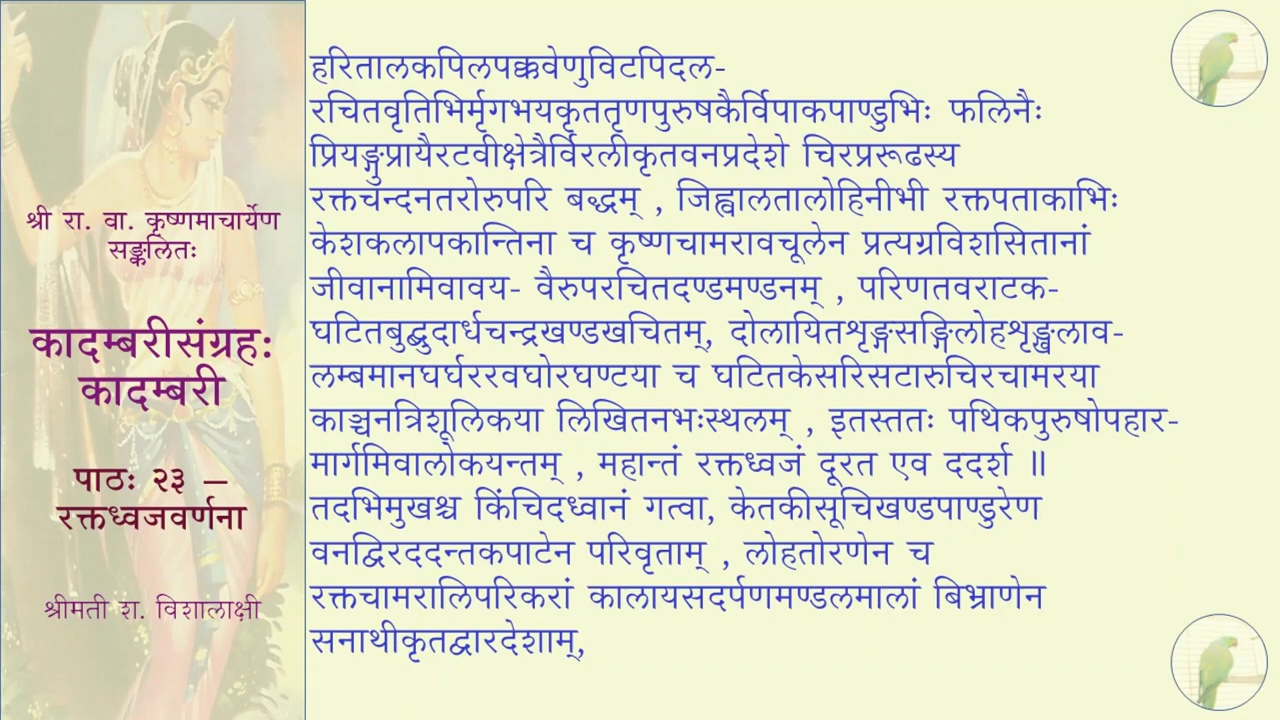 श्री रा. वा. कृष्णमाचार्येण
सङ्कलितः
कादम्बरीसंग्रहः
कादम्बरी
पाठः २३ –
रक्तध्वजवर्णना
श्रीमती श. विशालाक्षी
हरितालकपिलपक्कवेणुविटपिदल-
रचितवृतिभिर्मृगभयकृततृणपुरुषकैर्विपाकपाण्डुभिः फलिनैः
प्रियङ्गुप्रायैरटवीक्षेत्रैर्विरलीकृतवनप्रदेशे चिरप्ररूढस्य
रक्तचन्दनतरोरुपरि बद्धम् , जिह्वालतालोहिनीभी रक्तपताकाभिः
केशकलापकान्तिना च कृष्णचामरावचूलेन प्रत्यग्रविशसितानां
जीवानामिवावय- वैरुपरचितदण्डमण्डनम् , परिणतवराटक-
घटितबुद्बुदार्धचन्द्रखण्डखचितम्, दोलायितशृङ्गसङ्गिलोहशृङ्खलाव-
लम्बमानघर्घररवघोरघण्टया च घटितकेसरिसटारुचिरचामरया
काञ्चनत्रिशूलिकया लिखितनभःस्थलम् , इतस्ततः पथिकपुरुषोपहार-
मार्गमिवालोकयन्तम् , महान्तं रक्तध्वजं दूरत एव ददर्श ॥
तदभिमुखश्च किंचिदध्वानं गत्वा, केतकीसूचिखण्डपाण्डुरेण
वनद्विरददन्तकपाटेन परिवृताम् , लोहतोरणेन च
रक्तचामरालिपरिकरां कालायसदर्पणमण्डलमालां बिभ्राणेन
सनाथीकृतद्वारदेशाम्,